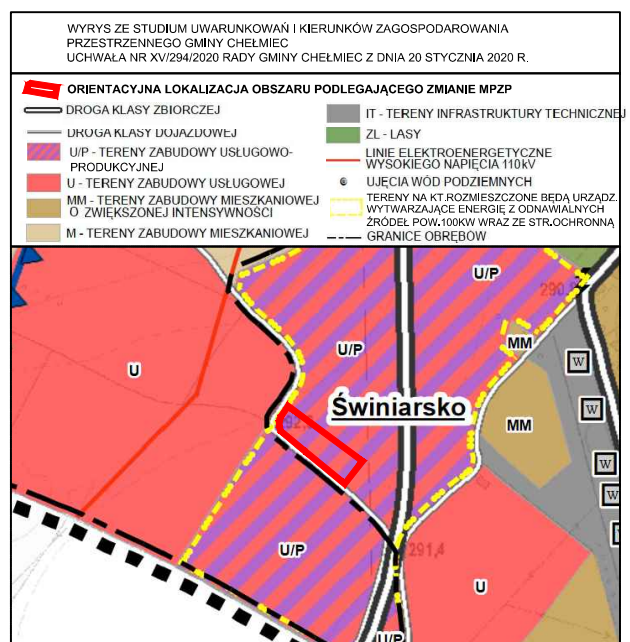 WYRYS ZE STUDIUM UWARUNKOWAŃ I KIERUNKÓW ZAGOSPODAROWANIA
PRZESTRZENNEGO GMINY CHEŁMIEC
UCHWAŁA NR XV/294/2020 RADY GMINY CHEŁMIEC Z DNIA 20 STYCZNIA 2020 R.
ORIENTACYJNA LOKALIZACJA OBSZARU PODLEGAJĄCEGO ZMIANIE MPZP
DROGA KLASY ZBIORCZEJ
DROGA KLASY DOJAZDOWEJ
U/P - TERENY ZABUDOWY USŁUGOWO-
PRODUKCYJNEJ
U - TERENY ZABUDOWY USŁUGOWEJ
MM - TERENY ZABUDOWY MIESZKANIOWEJ
O ZWIĘKSZONEJ INTENSYWNOŚCI
M - TERENY ZABUDOWY MIESZKANIOWEJ
IT - TERENY INFRASTRUKTURY TECHNICZNEJ
ZL - LASY
LINIE ELEKTROENERGETYCZNE
WYSOKIEGO NAPIĘCIA 110kV
UJĘCIA WÓD PODZIEMNYCH
TERENY NA KT.ROZMIESZCZONE BĘDĄ URZĄDZ.
WYTWARZAJĄCE ENERGIĘ Z ODNAWIALNYCH
ŹRÓDEŁ POW.100KW WRAZ ZE STR.OCHRONNĄ
GRANICE OBRĘBÓW
U/P
U/P
MM
W
U
Świniarsko
W
MM
W
W
U/P
291,4
U
W
U/P